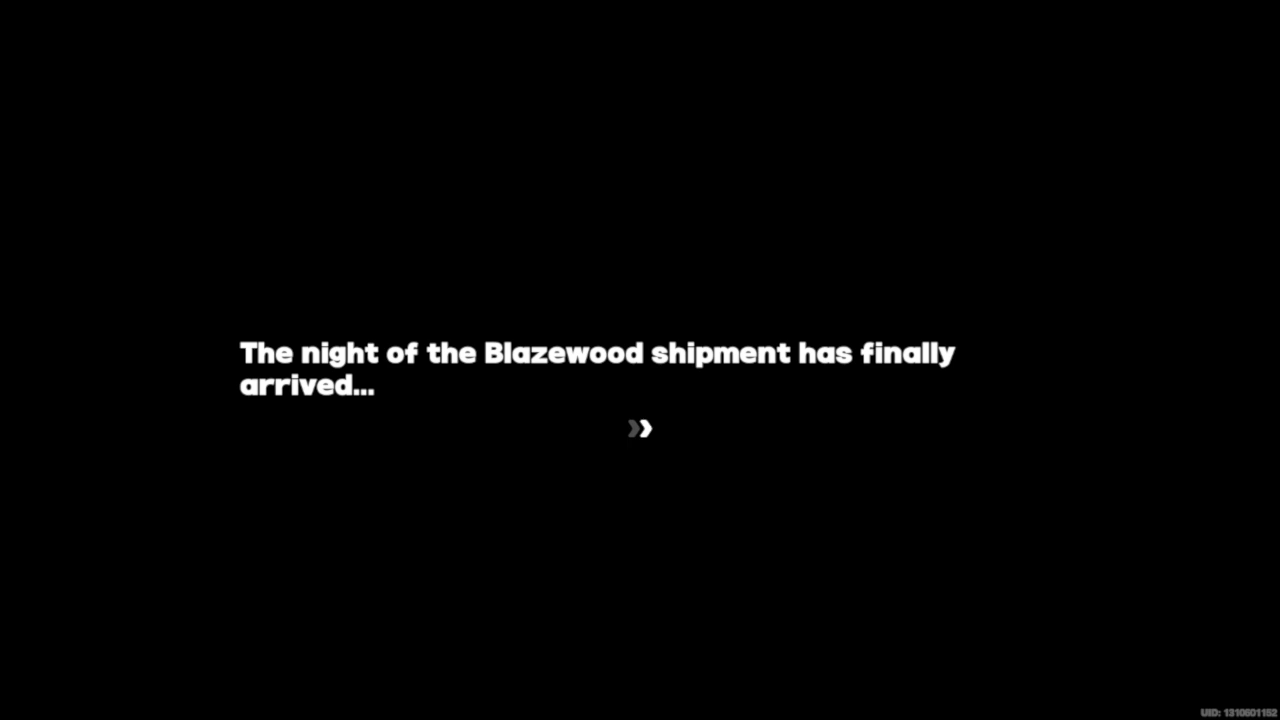 The night of the Blazewood shipment has finally
arrived...
UID: 1310601152